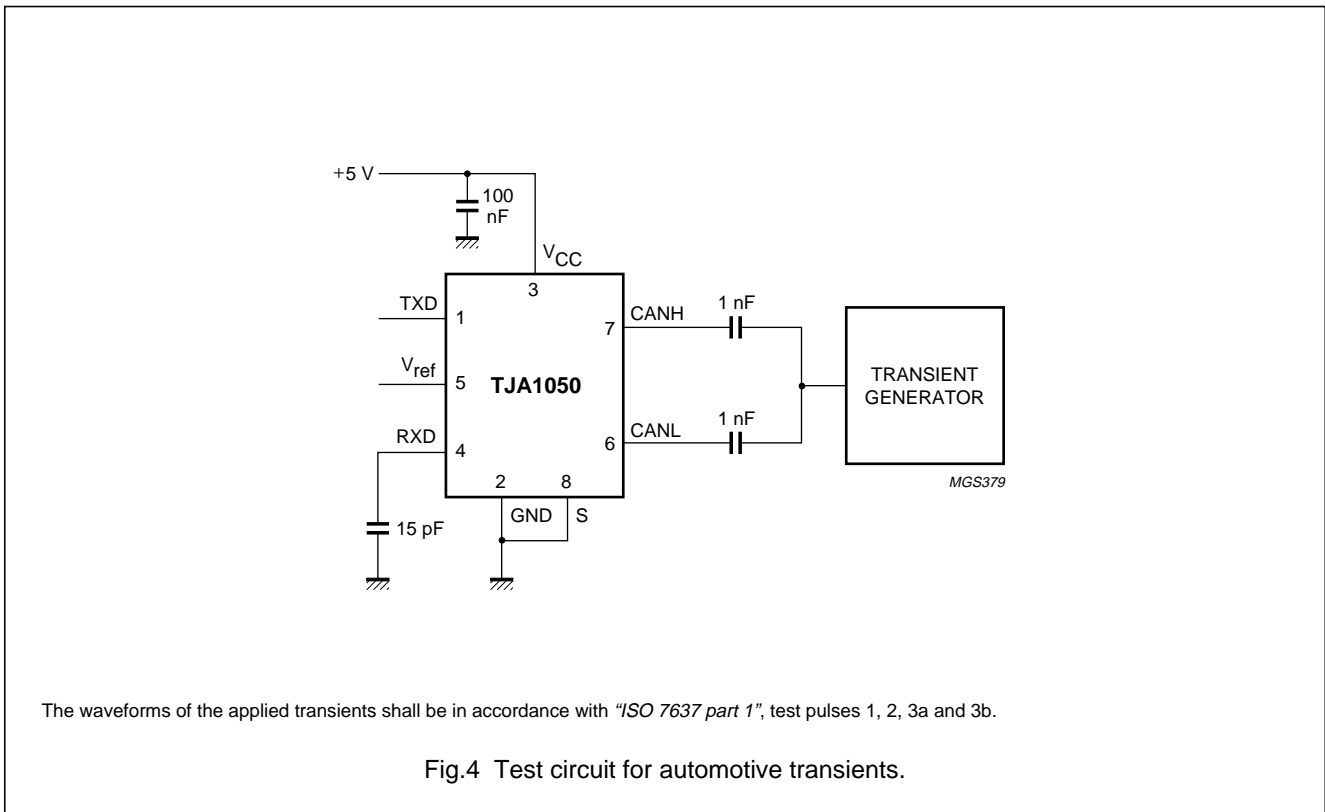 +5 V
100
nF
VCC
3
TXD
1
Vref
5
RXD
4
TJA1050
7
CANH
1 nF
6
CANL
1 nF
TRANSIENT
GENERATOR
MGS379
2
8
GND
S
15 pF
The waveforms of the applied transients shall be in accordance with “ISO 7637 part 1”, test pulses 1, 2, 3a and 3b.
Fig.4 Test circuit for automotive transients.